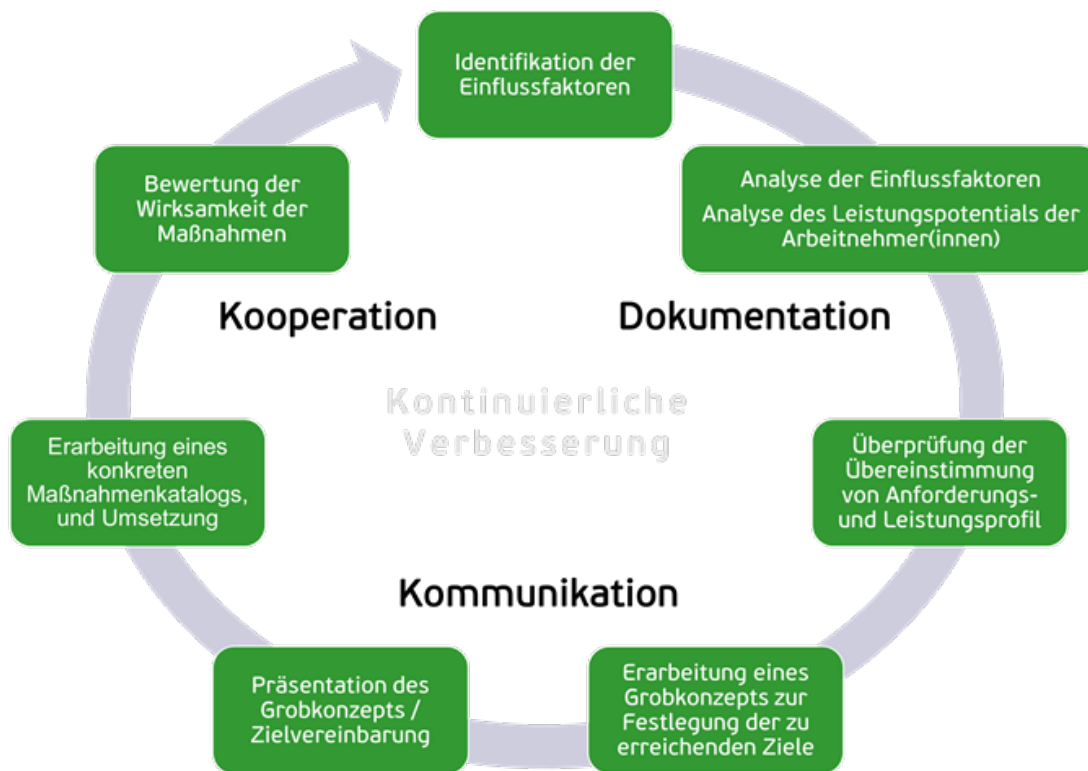 Identifikation der
Einflussfaktoren
Analyse der Einflussfaktoren
Analyse des Leistungspotentials der
Arbeitnehmer(innen)
Überprüfung der
Übereinstimmung
von Anforderungs-
und Leistungsprofil
Erarbeitung eines
Grobkonzepts zur
Festlegung der zu
erreichenden Ziele
Präsentation des
Grobkonzepts /
Zielvereinbarung
Erarbeitung eines
konkreten
Maßnahmenkatalogs,
und Umsetzung
Bewertung der
Wirksamkeit der
Maßnahmen
Kooperation
Dokumentation
Kontinuierliche
Verbesserung
Kommunikation